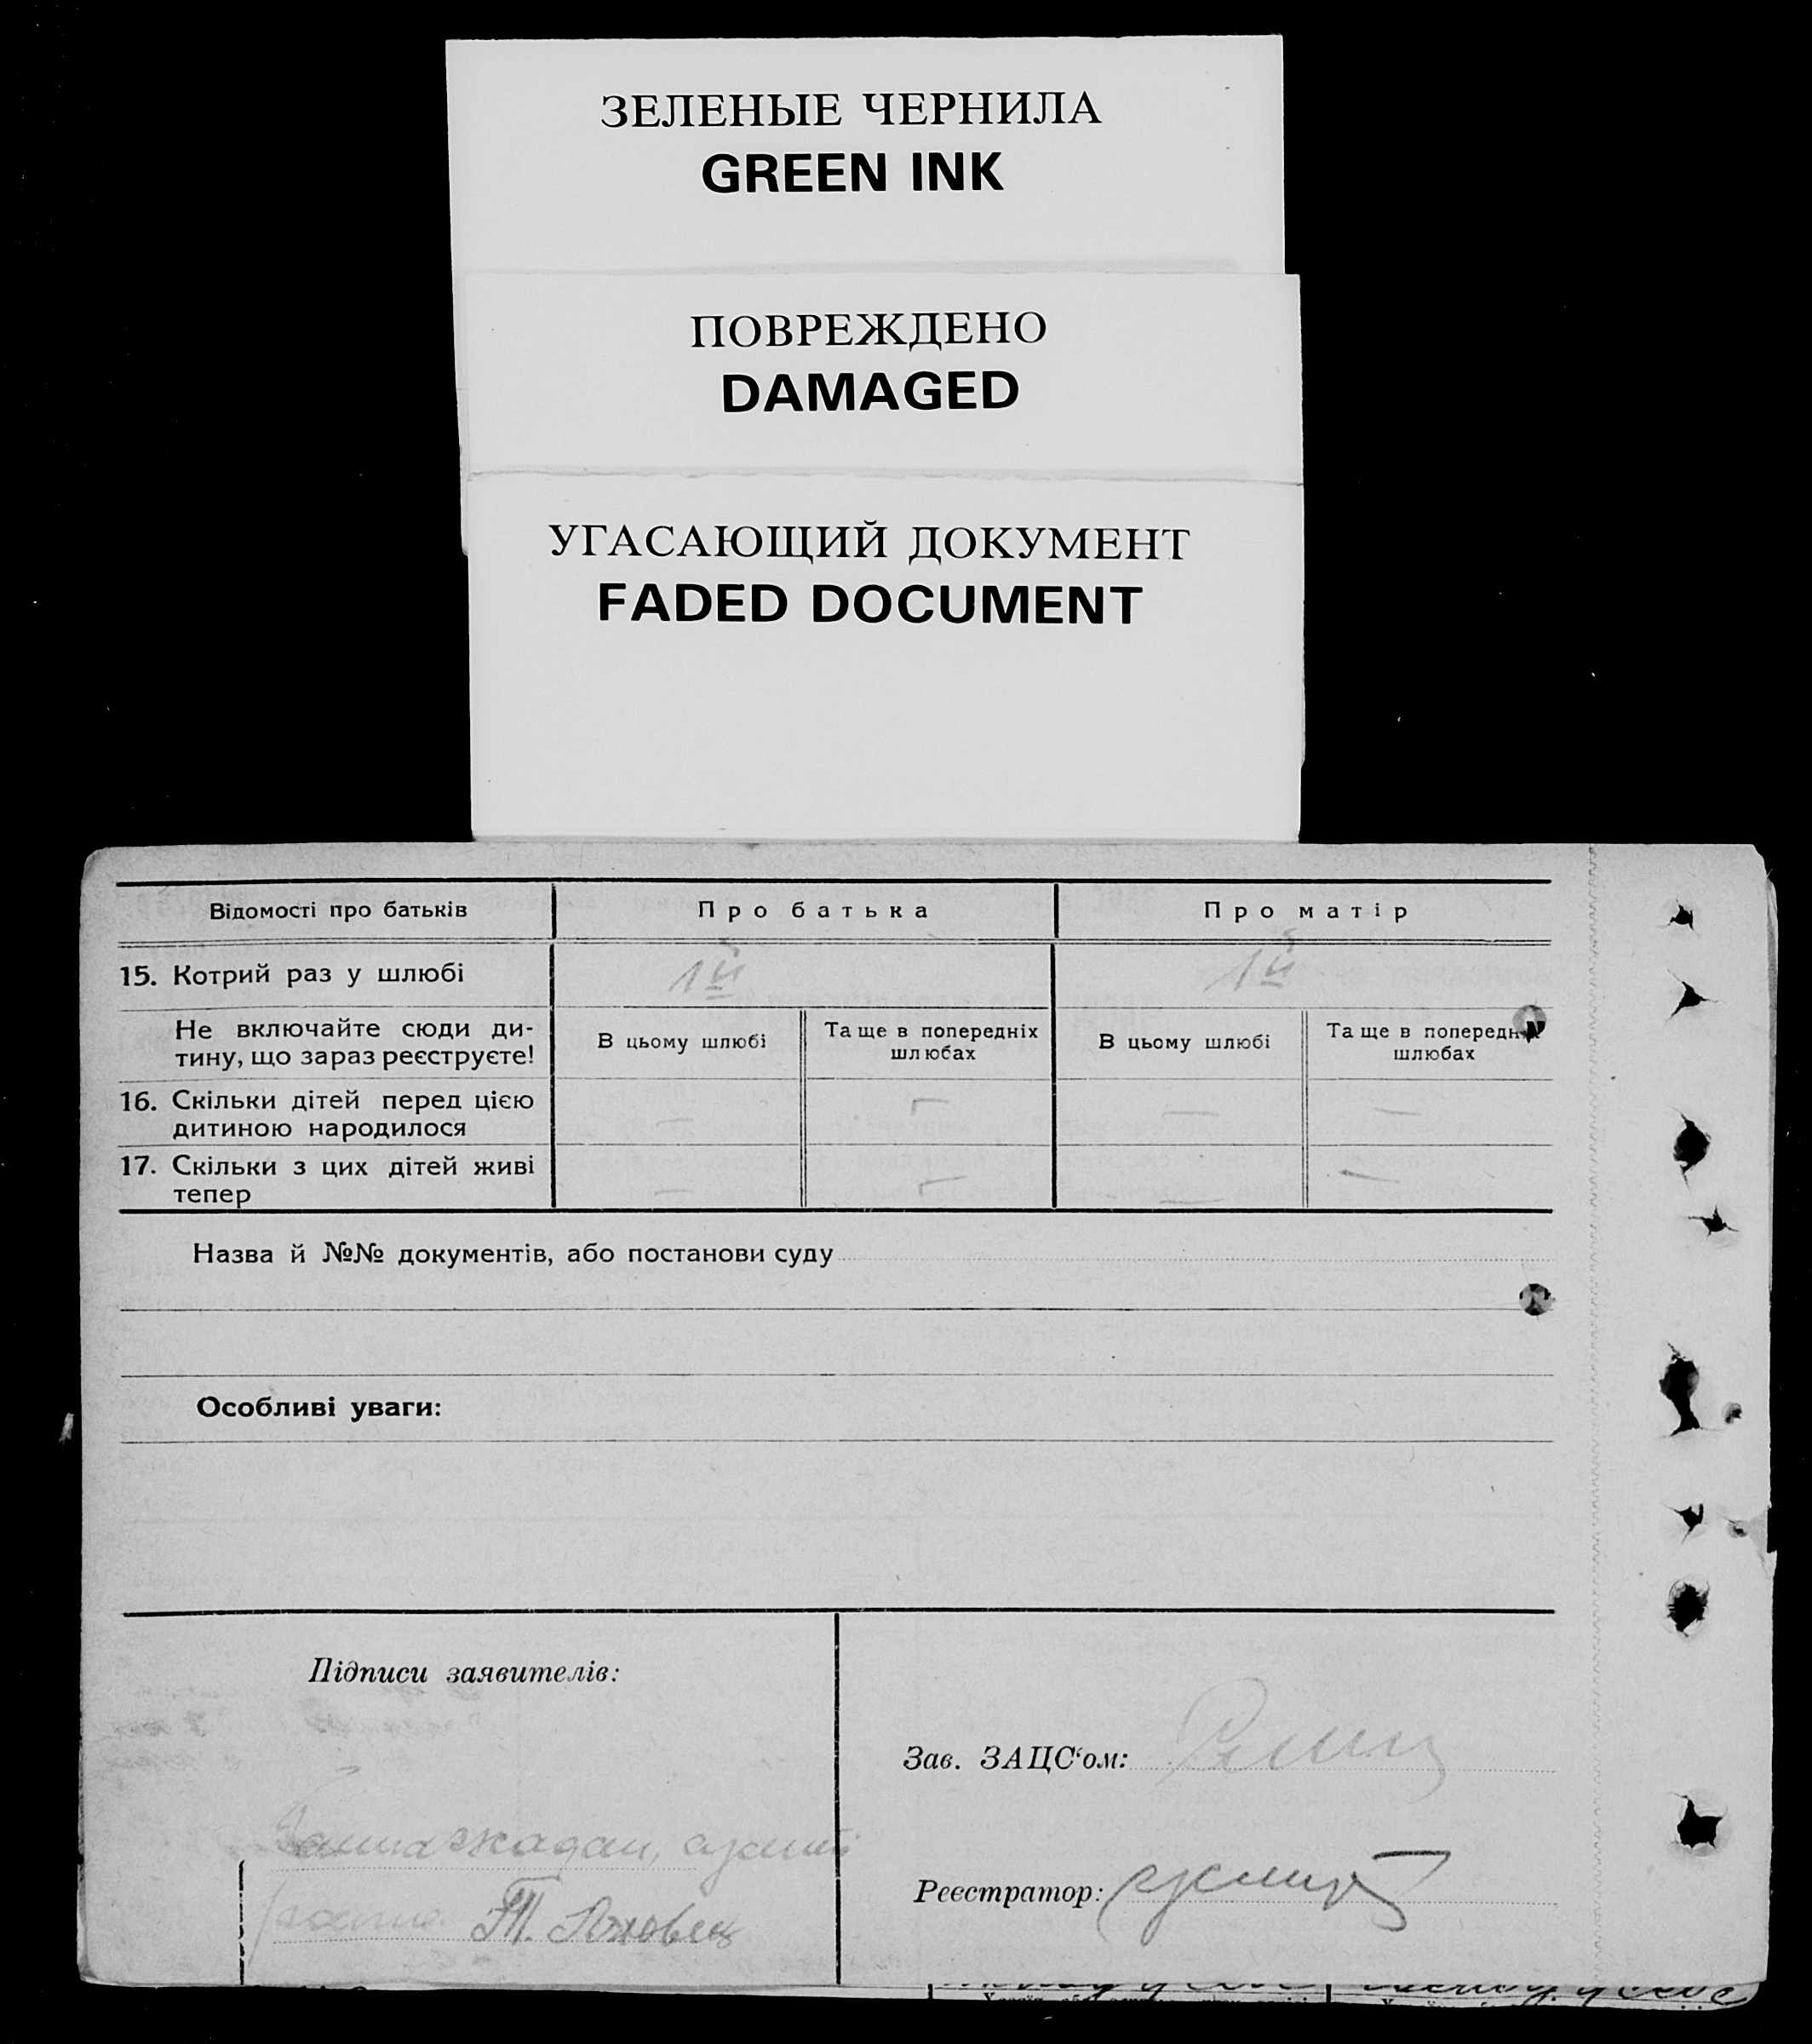 ЗЕЛЕНЫЕ ЧЕРНИЛА
GREEN INK
ПОВРЕЖДЕНО
DAMAGED
УГАСАЮЩИЙ ДОКУМЕНТ
FADED DOCUMENT
Відомості про батьків Про батька Про матір
15. Котрий раз у шлюбі 1й 1й
Не включайте сюди ди-
тину, що зараз реєструєте!
В цьому шлюбі
Та ще в попередніх
шлюбах
В цьому шлюбі
Та ще в попередніх
шлюбах
16. Скільки дітей перед цією
дитиною народилося
— — — —
17. Скільки з цих дітей живі
тепер
— — — —
Назва й №№ документів, або постанови суду
Особливі уваги:
Підписи заявителів:
Зав. ЗАЦС‘ом:
Реєстратор: